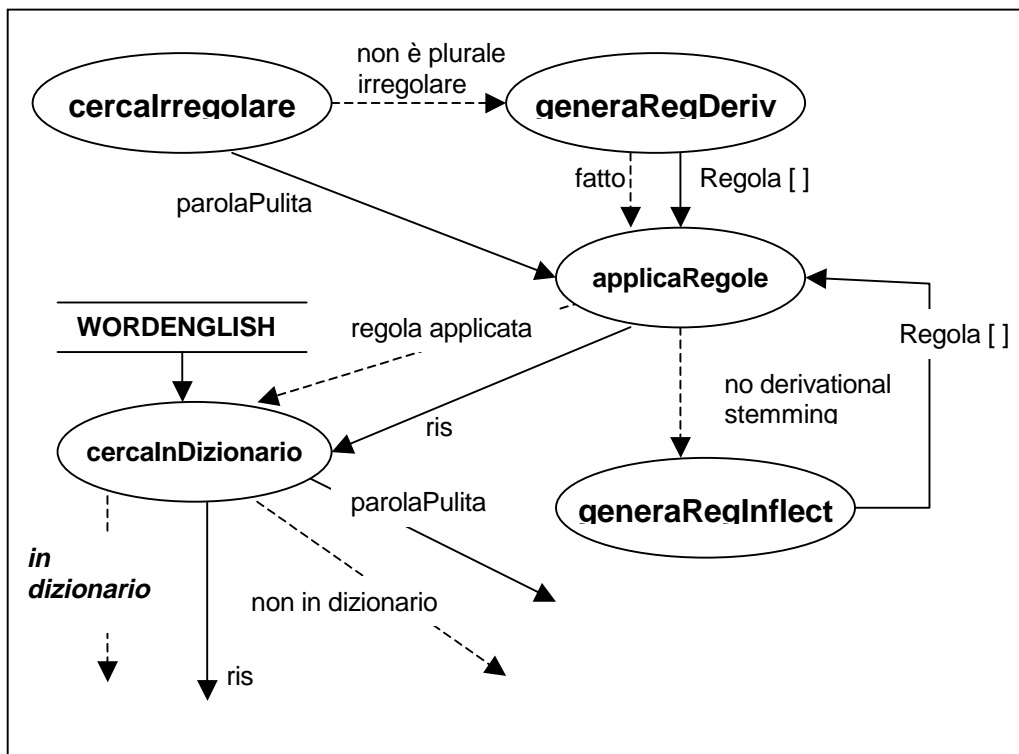 non è plurale
irregolare
cercaIrregolare
generaRegDeriv
fatto
Regola [ ]
parolaPulita
applicaRegole
WORDENGLISH
regola applicata
Regola [ ]
no derivational
stemming
ris
cercaInDizionario
parolaPulita
generaRegInflect
in
dizionario
non in dizionario
ris